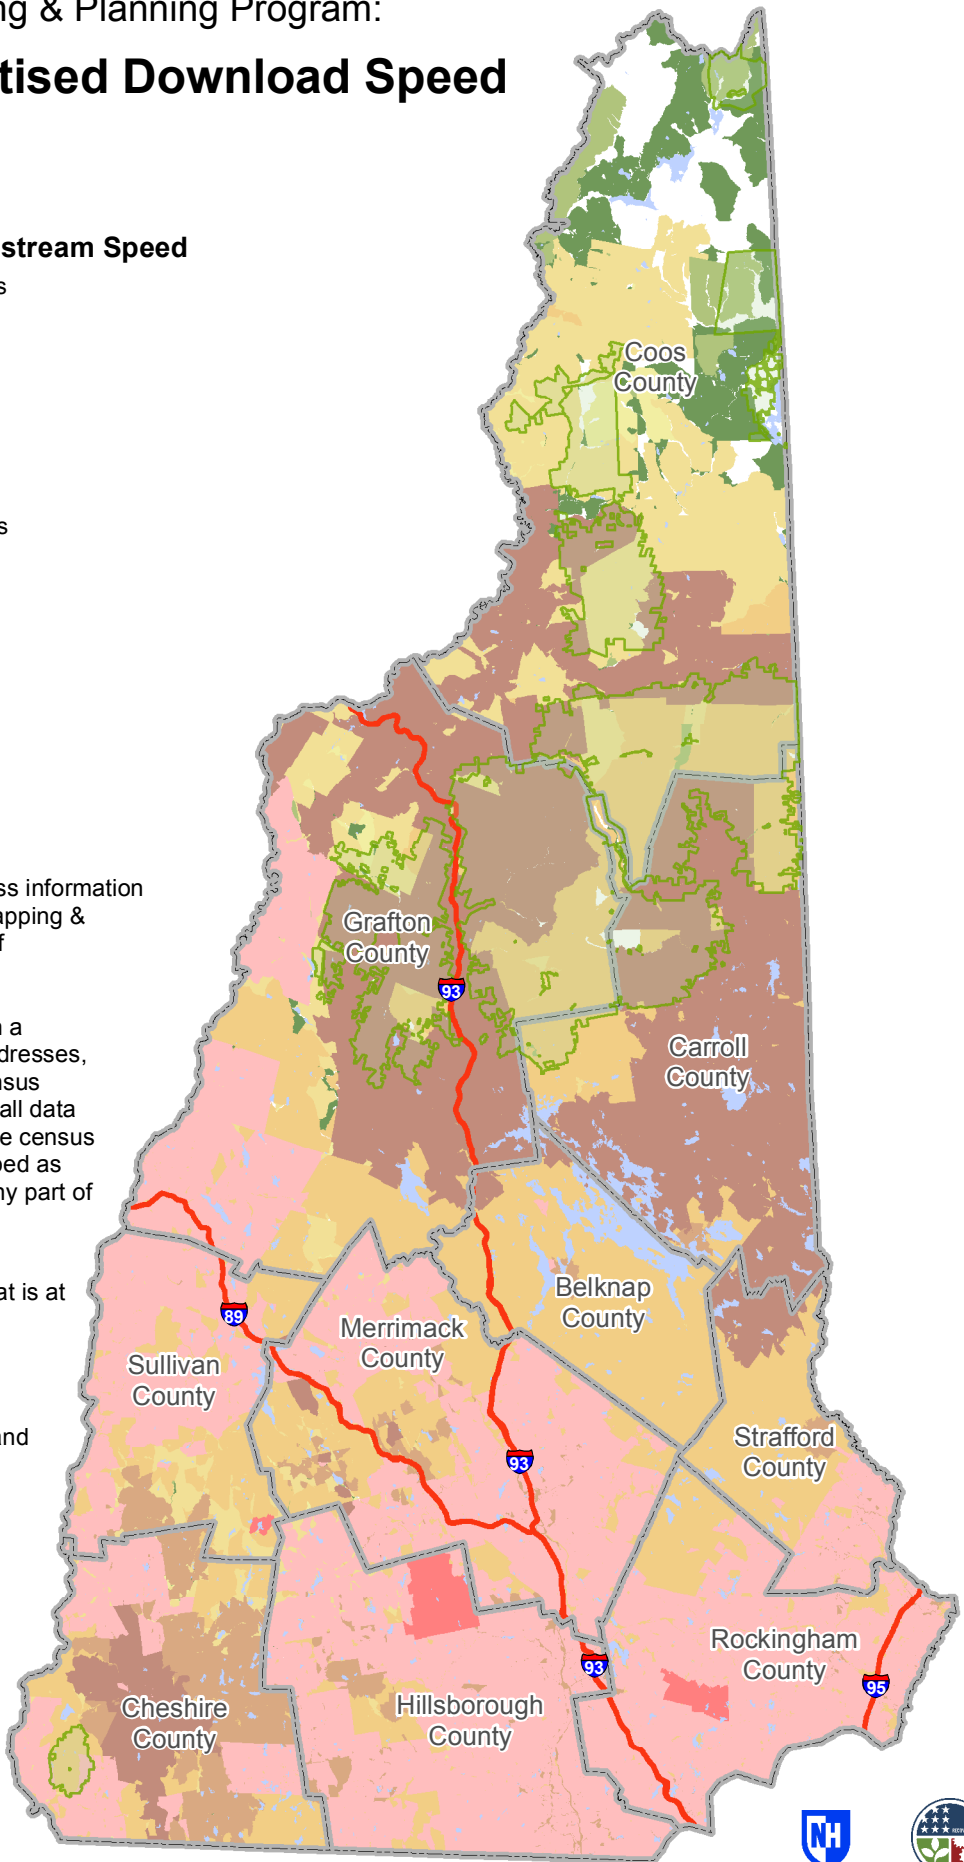 ng & Planning Program:
tised Download Speed
stream Speed
s
s
ss information
apping &
f
n a
dresses,
nsus
all data
e census
ped as
ny part of
at is at
and
Coos
County
Grafton
County
93
Carroll
County
Belknap
County
89
Merrimack
County
Sullivan
County
Strafford
County
93
Rockingham
County
93
95
Cheshire
County
Hillsborough
County
NH